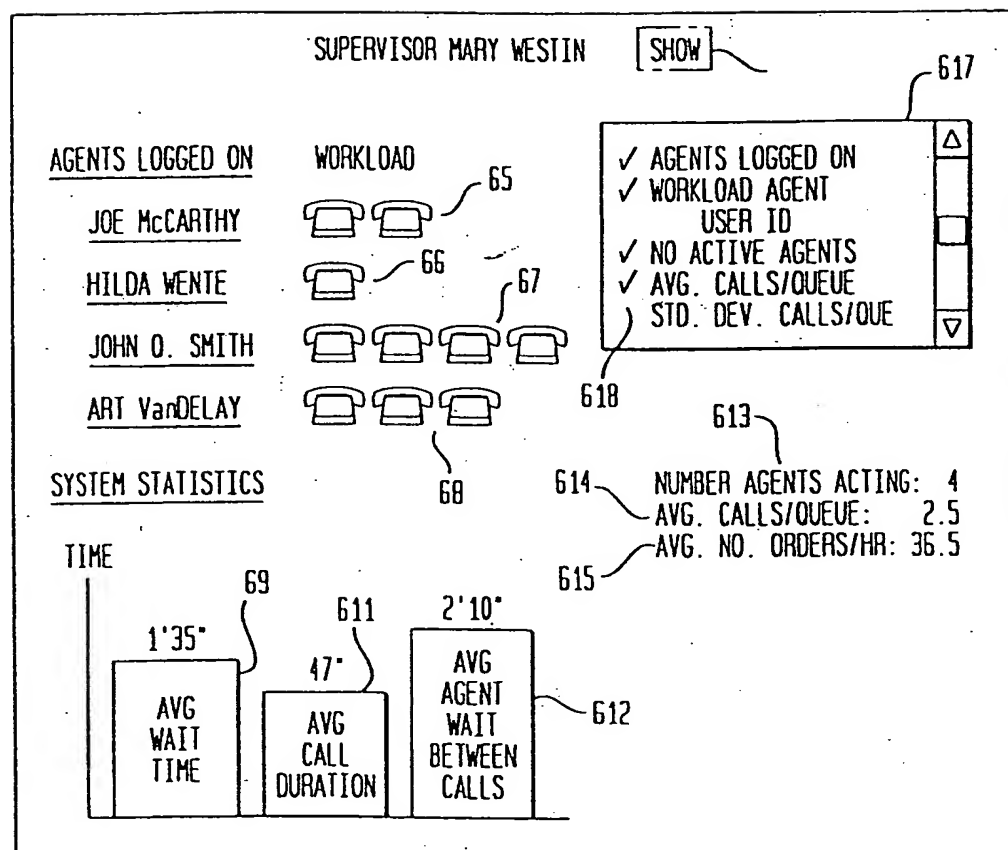 SUPERVISOR MARY WESTIN SHOW
617
AGENTS LOGGED ON WORKLOAD
JOE McCARTHY
65
HILDA WENTE
66
JOHN O. SMITH
67
ART VanDELAY
68
✓ AGENTS LOGGED ON
✓ WORKLOAD AGENT
USER ID
✓ NO ACTIVE AGENTS
✓ AVG. CALLS/QUEUE
STD. DEV. CALLS/QUE
618
613
SYSTEM STATISTICS
NUMBER AGENTS ACTING: 4
614 AVG. CALLS/QUEUE: 2.5
615 AVG. NO. ORDERS/HR: 36.5
TIME
1'35"
69
AVG
WAIT
TIME
47"
611
AVG
CALL
DURATION
2'10"
612
AVG
AGENT
WAIT
BETWEEN
CALLS